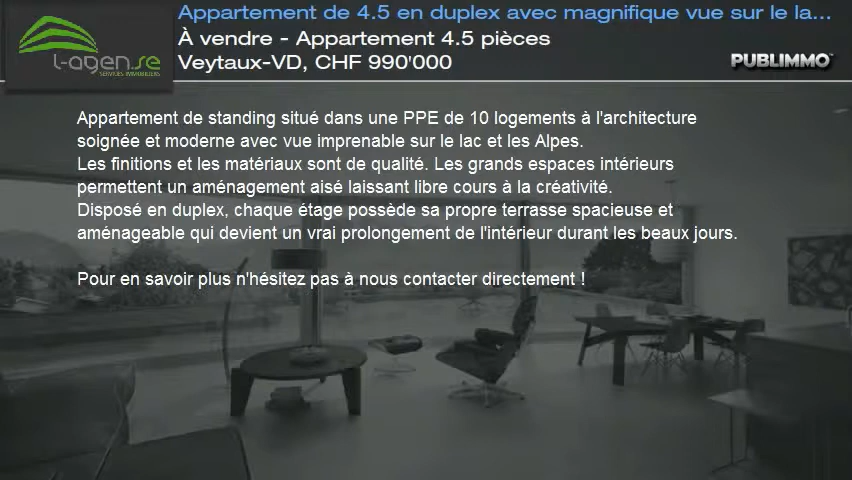 Appartement de 4.5 en duplex avec magnifique vue sur le la...
À vendre - Appartement 4.5 pièces
Veytaux-VD, CHF 990'000
l-agen.se
SERVICES IMMOBILIERS
PUBLIMMO
Appartement de standing situé dans une PPE de 10 logements à l'architecture
soignée et moderne avec vue imprenable sur le lac et les Alpes.
Les finitions et les matériaux sont de qualité. Les grands espaces intérieurs
permettent un aménagement aisé laissant libre cours à la créativité.
Disposé en duplex, chaque étage possède sa propre terrasse spacieuse et
aménageable qui devient un vrai prolongement de l'intérieur durant les beaux jours.
Pour en savoir plus n'hésitez pas à nous contacter directement !